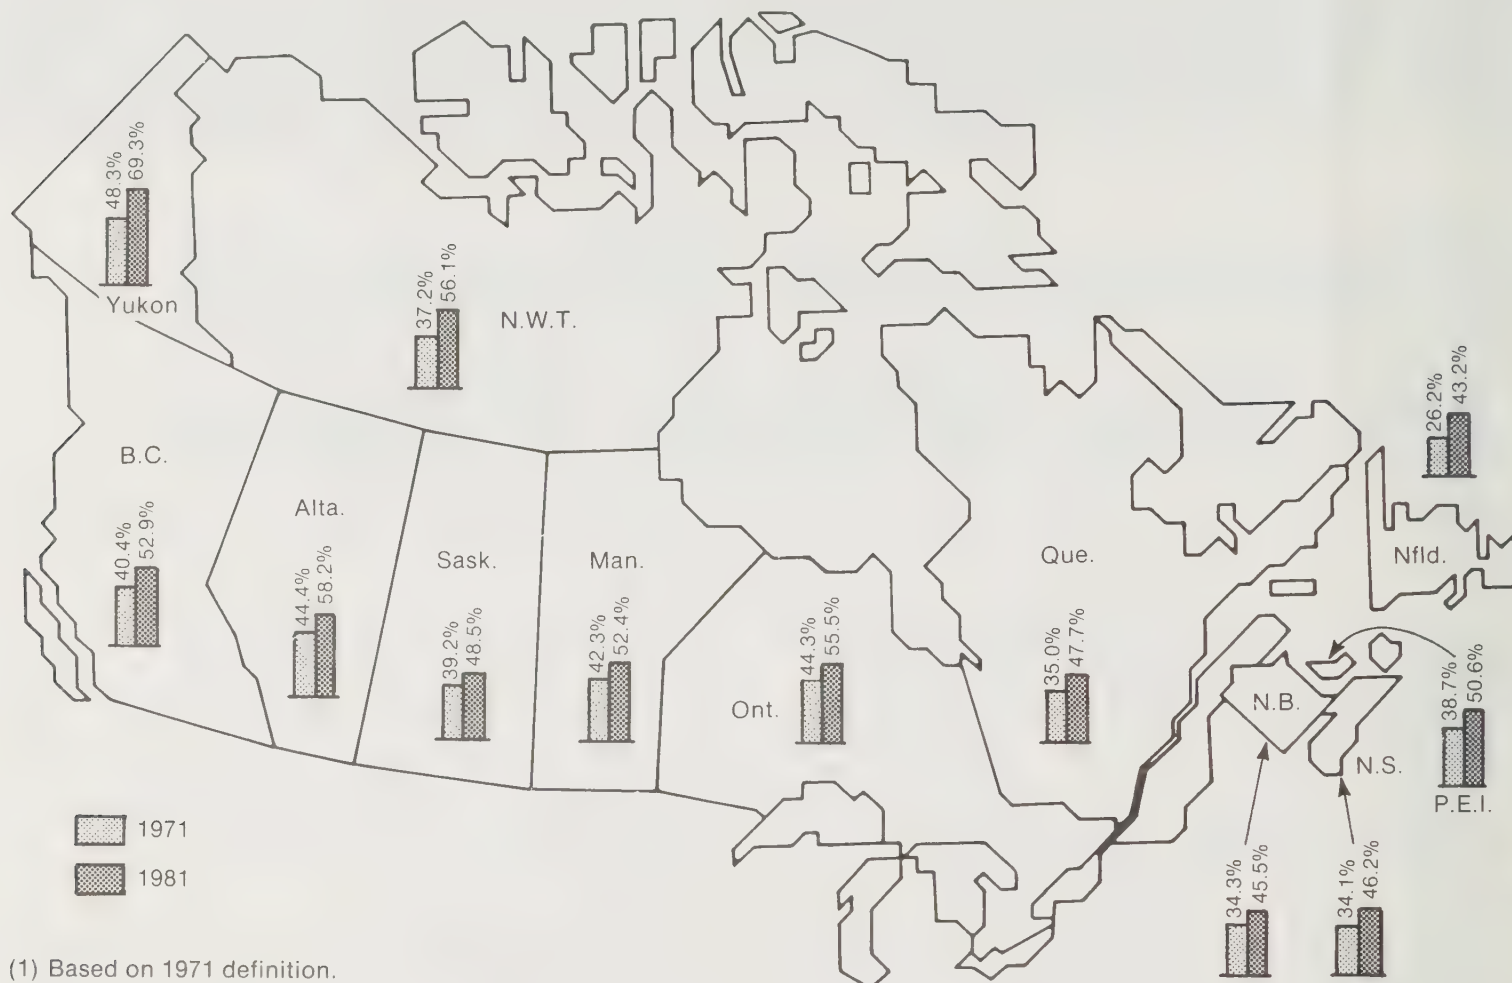 48.3%
69.3%
Yukon
37.2%
56.1%
N.W.T.
26.2%
43.2%
Nfld.
B.C.
40.4%
52.9%
Alta.
44.4%
58.2%
Sask.
39.2%
48.5%
Man.
42.3%
52.4%
Ont.
44.3%
55.5%
Que.
35.0%
47.7%
N.B.
34.3%
45.5%
N.S.
34.1%
46.2%
38.7%
50.6%
P.E.I.
1971
1981
(1) Based on 1971 definition.